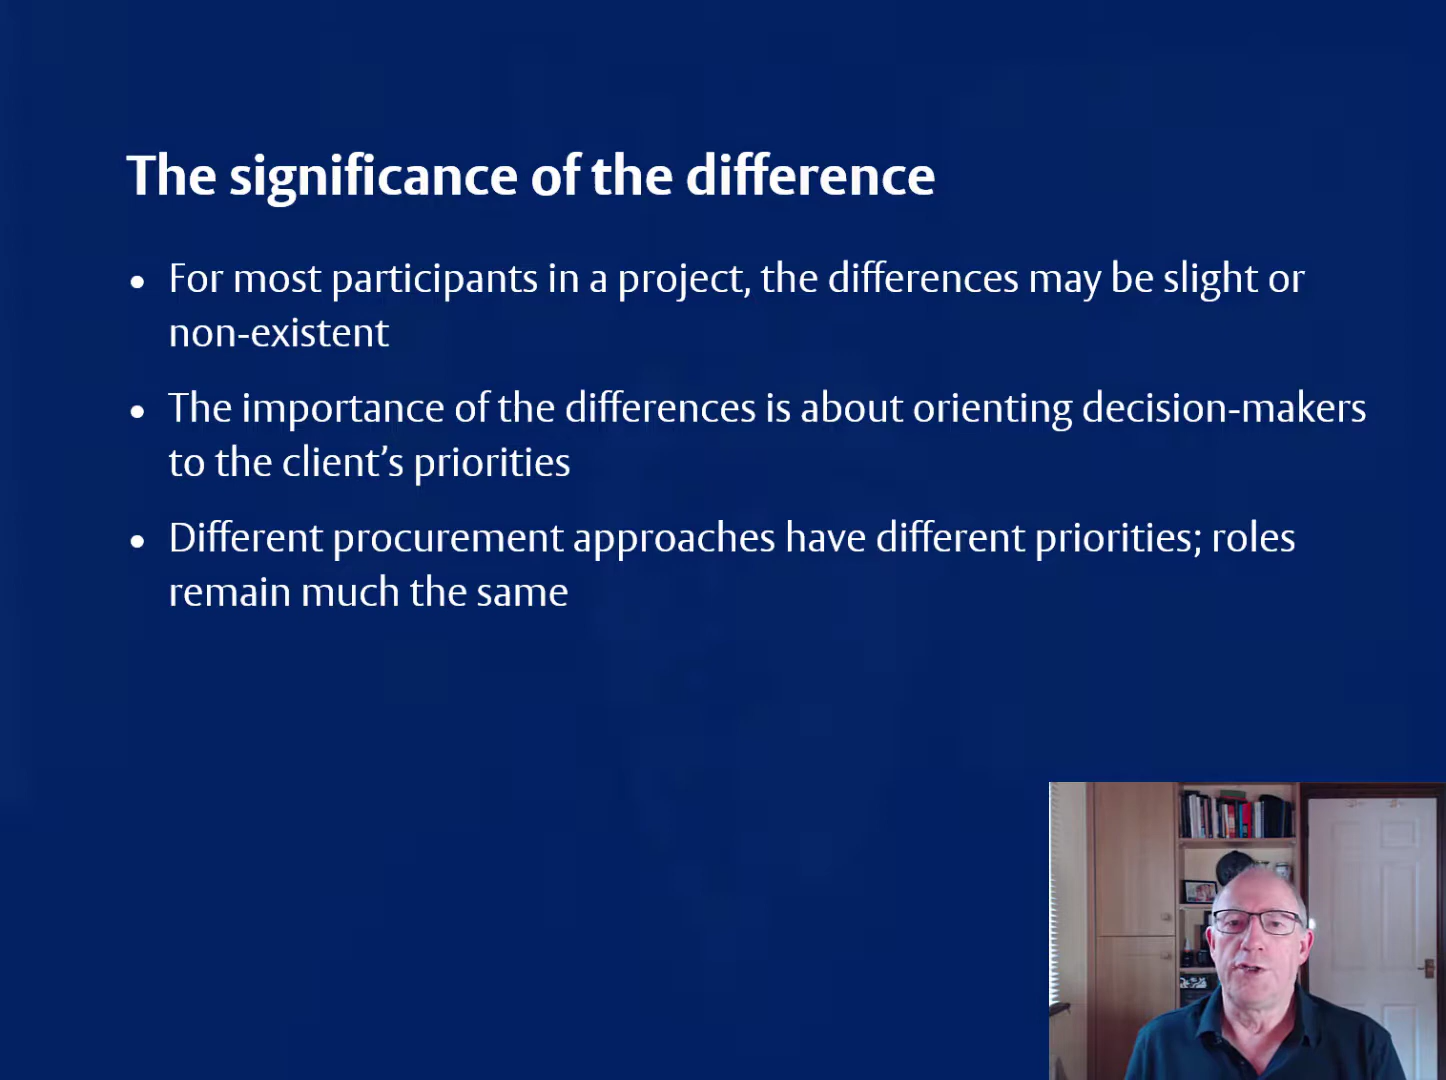 The significance of the difference
• For most participants in a project, the differences may be slight or
non-existent
• The importance of the differences is about orienting decision-makers
to the client’s priorities
• Different procurement approaches have different priorities; roles
remain much the same